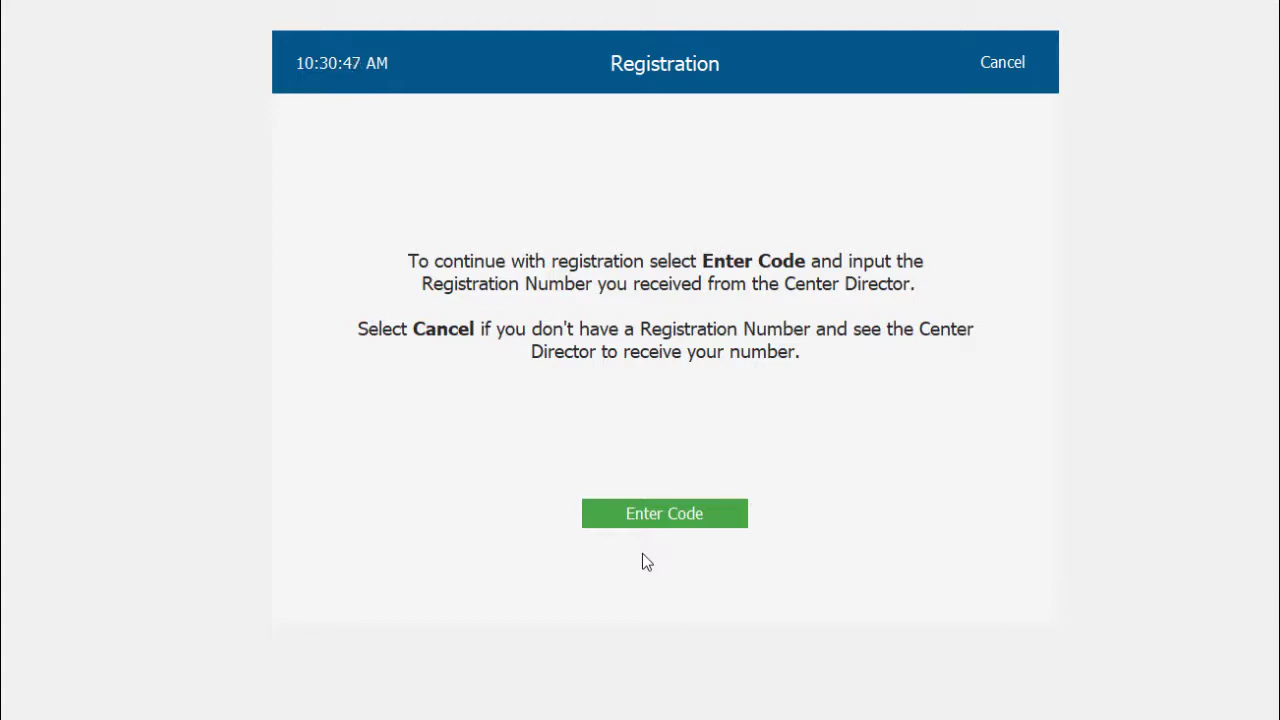 10:30:47 AM
Registration
Cancel
To continue with registration select Enter Code and input the
Registration Number you received from the Center Director.
Select Cancel if you don't have a Registration Number and see the Center
Director to receive your number.
Enter Code